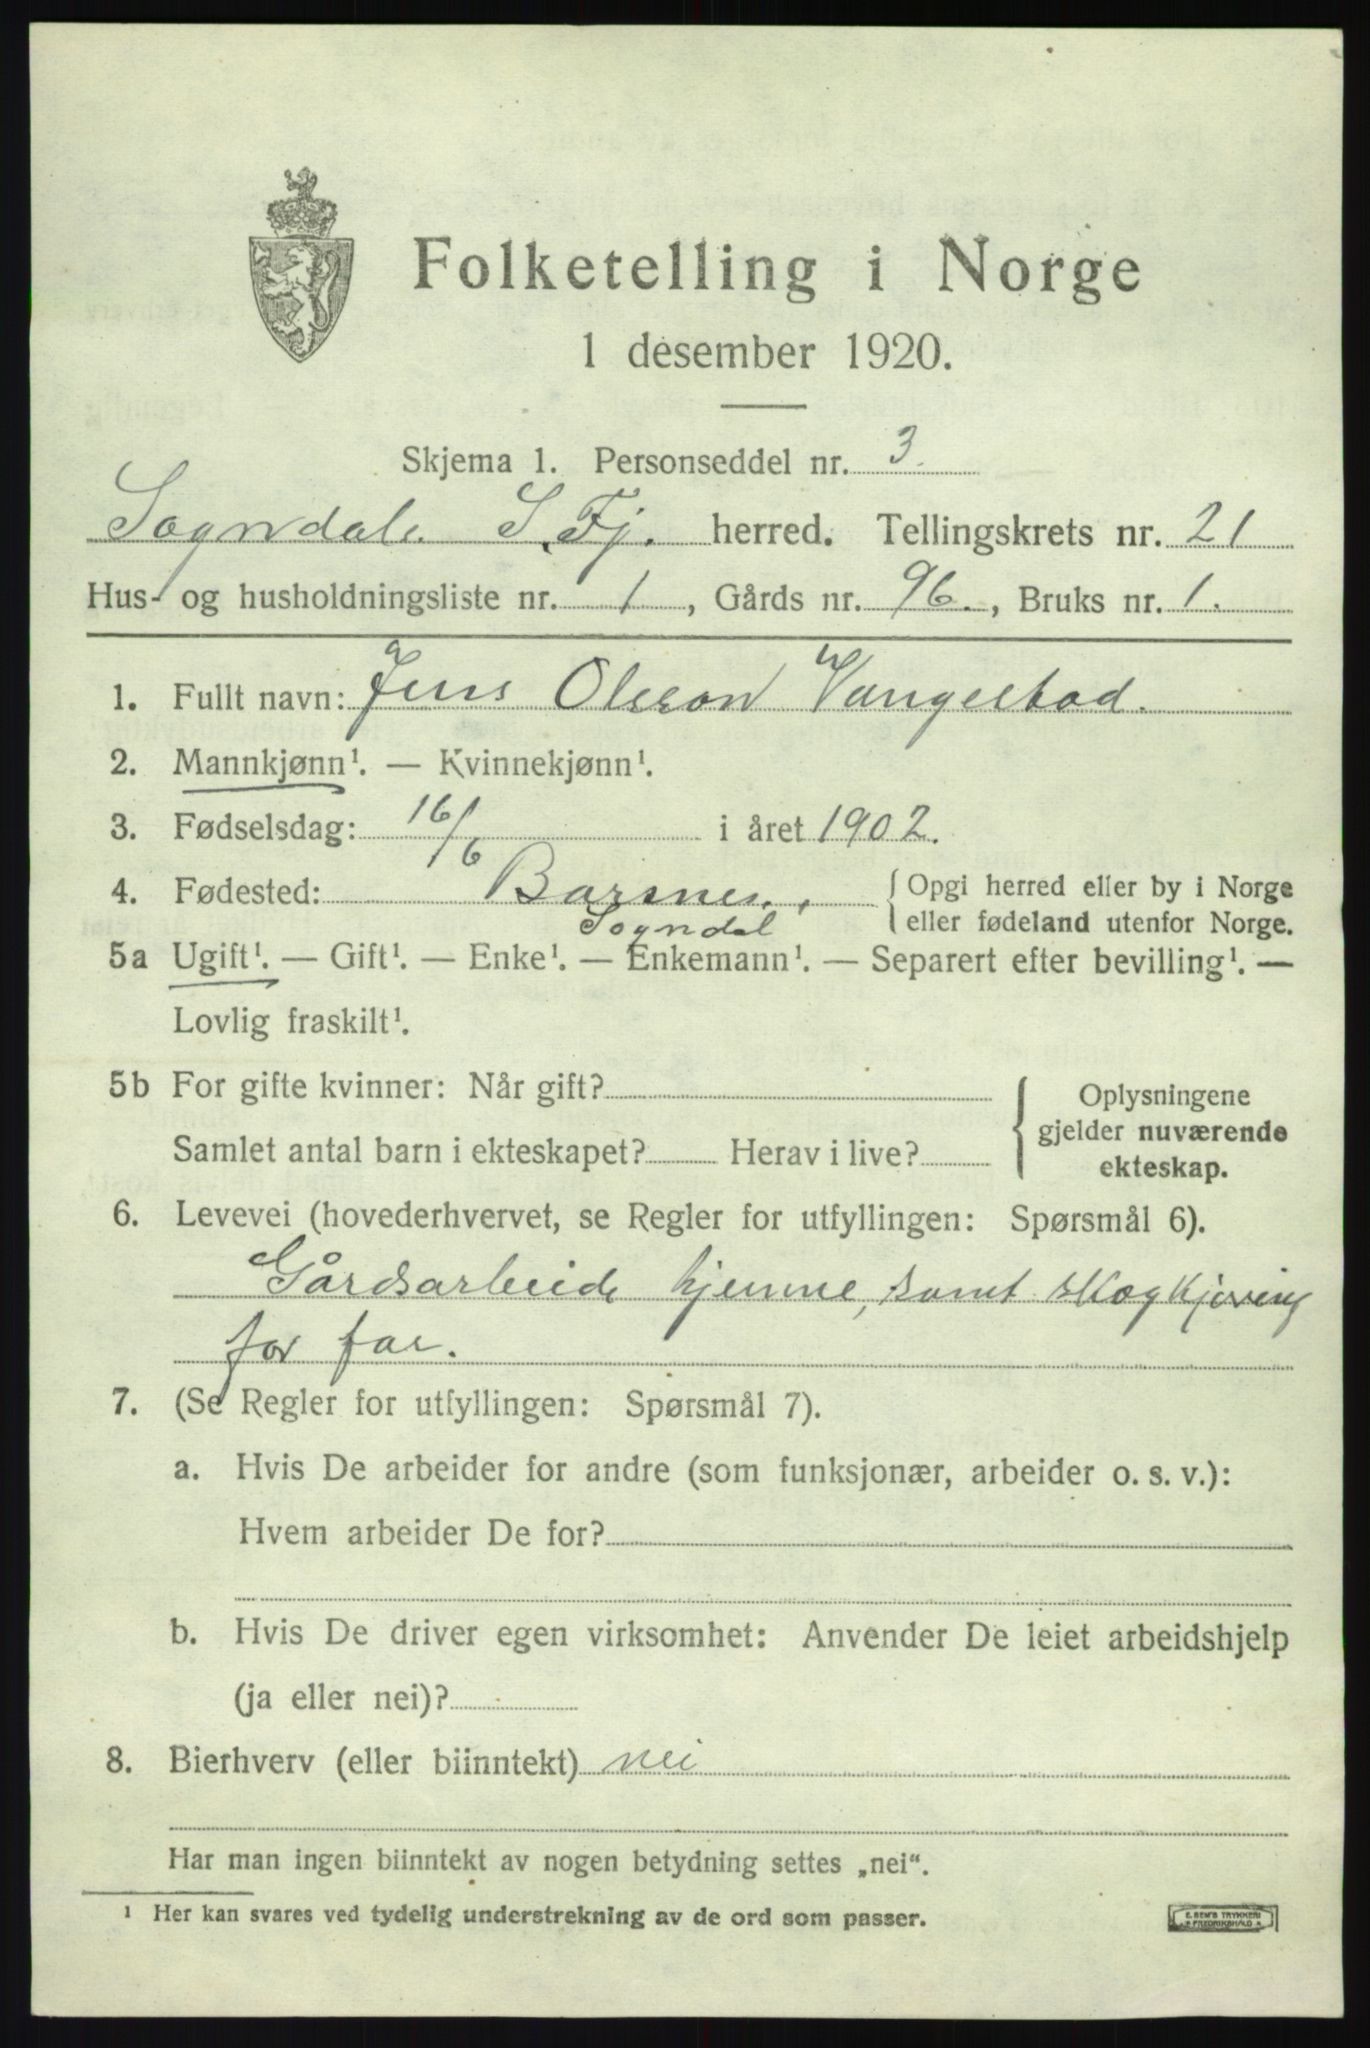 Folketelling i Norge
1 desember 1920.
Skjema 1. Personseddel nr. 3.
Sogndale S. Fj. herred. Tellingskrets nr. 21
Hus- og husholdningsliste nr. 1, Gårds nr. 96., Bruks nr. 1.
1. Fullt navn: Jens Olsson Vangestad.
2. Mannkjønn¹. — Kvinnekjønn¹.
3. Fødselsdag: 16/6 i året 1902.
4. Fødested: Barsnes, { Opgi herred eller by i Norge
Sogndal eller fødeland utenfor Norge.
5a Ugift¹. — Gift¹. — Enke¹. — Enkemann¹. — Separert efter bevilling¹. —
Lovlig fraskilt¹.
5b For gifte kvinner: Når gift? { Oplysningene
gjelder nuværende
Samlet antal barn i ekteskapet? Herav i live? ekteskap.
6. Levevei (hovederhvervet, se Regler for utfyllingen: Spørsmål 6).
Gårdsarbeide hjemme, samt skogkjøring
for far.
7. (Se Regler for utfyllingen: Spørsmål 7).
a. Hvis De arbeider for andre (som funksjonær, arbeider o. s. v.):
Hvem arbeider De for?
b. Hvis De driver egen virksomhet: Anvender De leiet arbeidshjelp
(ja eller nei)?
8. Bierhverv (eller biinntekt) nei
Har man ingen biinntekt av nogen betydning settes „nei“.
¹ Her kan svares ved tydelig understrekning av de ord som passer.
E. SEM'S TRYKKERI
FREDRIKSHALD